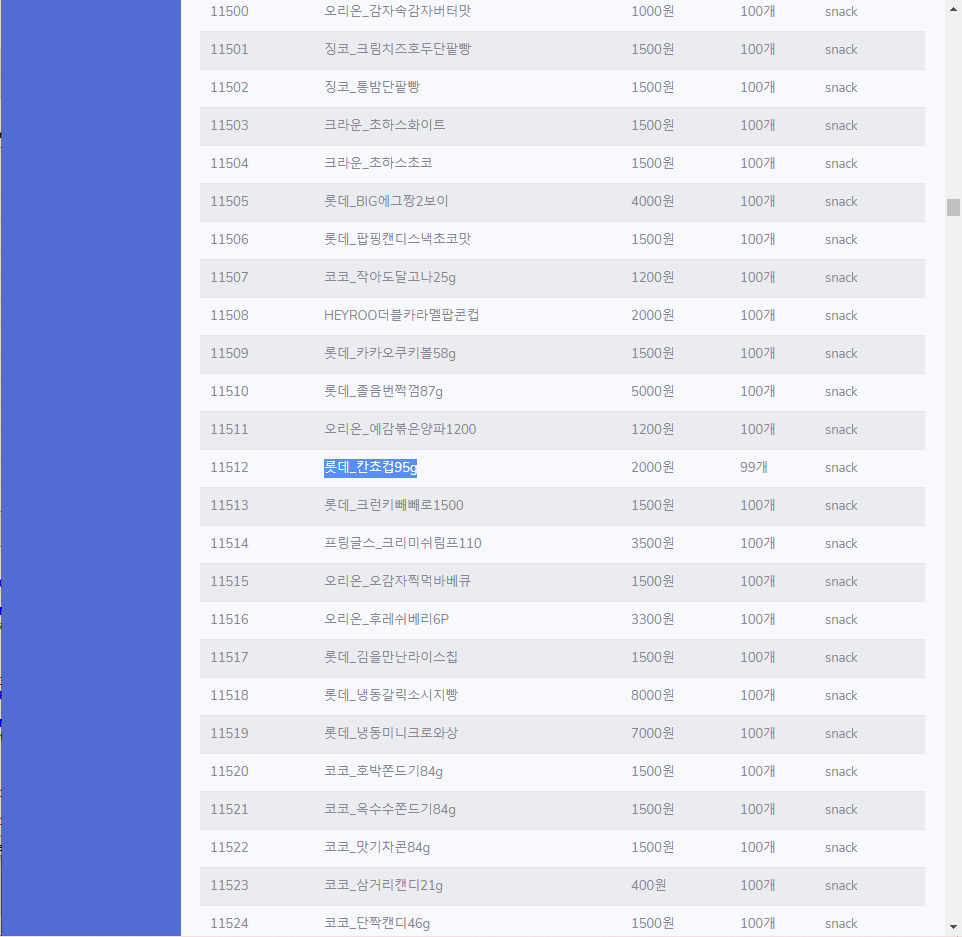 11500 오리온_감자속감자버터맛 1000원 100개 snack
11501 징코_크림치즈호두단팥빵 1500원 100개 snack
11502 징코_통밤단팥빵 1500원 100개 snack
11503 크라운_초하스화이트 1500원 100개 snack
11504 크라운_초하스초코 1500원 100개 snack
11505 롯데_BIG에그짱2보이 4000원 100개 snack
11506 롯데_팝핑캔디스낵초코맛 1500원 100개 snack
11507 코코_작아도달고나25g 1200원 100개 snack
11508 HEYROO더블카라멜팝콘컵 2000원 100개 snack
11509 롯데_카카오쿠키볼58g 1500원 100개 snack
11510 롯데_졸음번쩍껌87g 5000원 100개 snack
11511 오리온_예감볶은양파1200 1200원 100개 snack
11512 롯데_칸쵸컵95g 2000원 99개 snack
11513 롯데_크런키빼빼로1500 1500원 100개 snack
11514 프링글스_크리미쉬림프110 3500원 100개 snack
11515 오리온_오감자찍먹바베큐 1500원 100개 snack
11516 오리온_후레쉬베리6P 3300원 100개 snack
11517 롯데_김을만난라이스칩 1500원 100개 snack
11518 롯데_냉동갈릭소시지빵 8000원 100개 snack
11519 롯데_냉동미니크로와상 7000원 100개 snack
11520 코코_호박쫀드기84g 1500원 100개 snack
11521 코코_옥수수쫀드기84g 1500원 100개 snack
11522 코코_맛기차콘84g 1500원 100개 snack
11523 코코_삼거리캔디21g 400원 100개 snack
11524 코코_단짝캔디46g 1500원 100개 snack